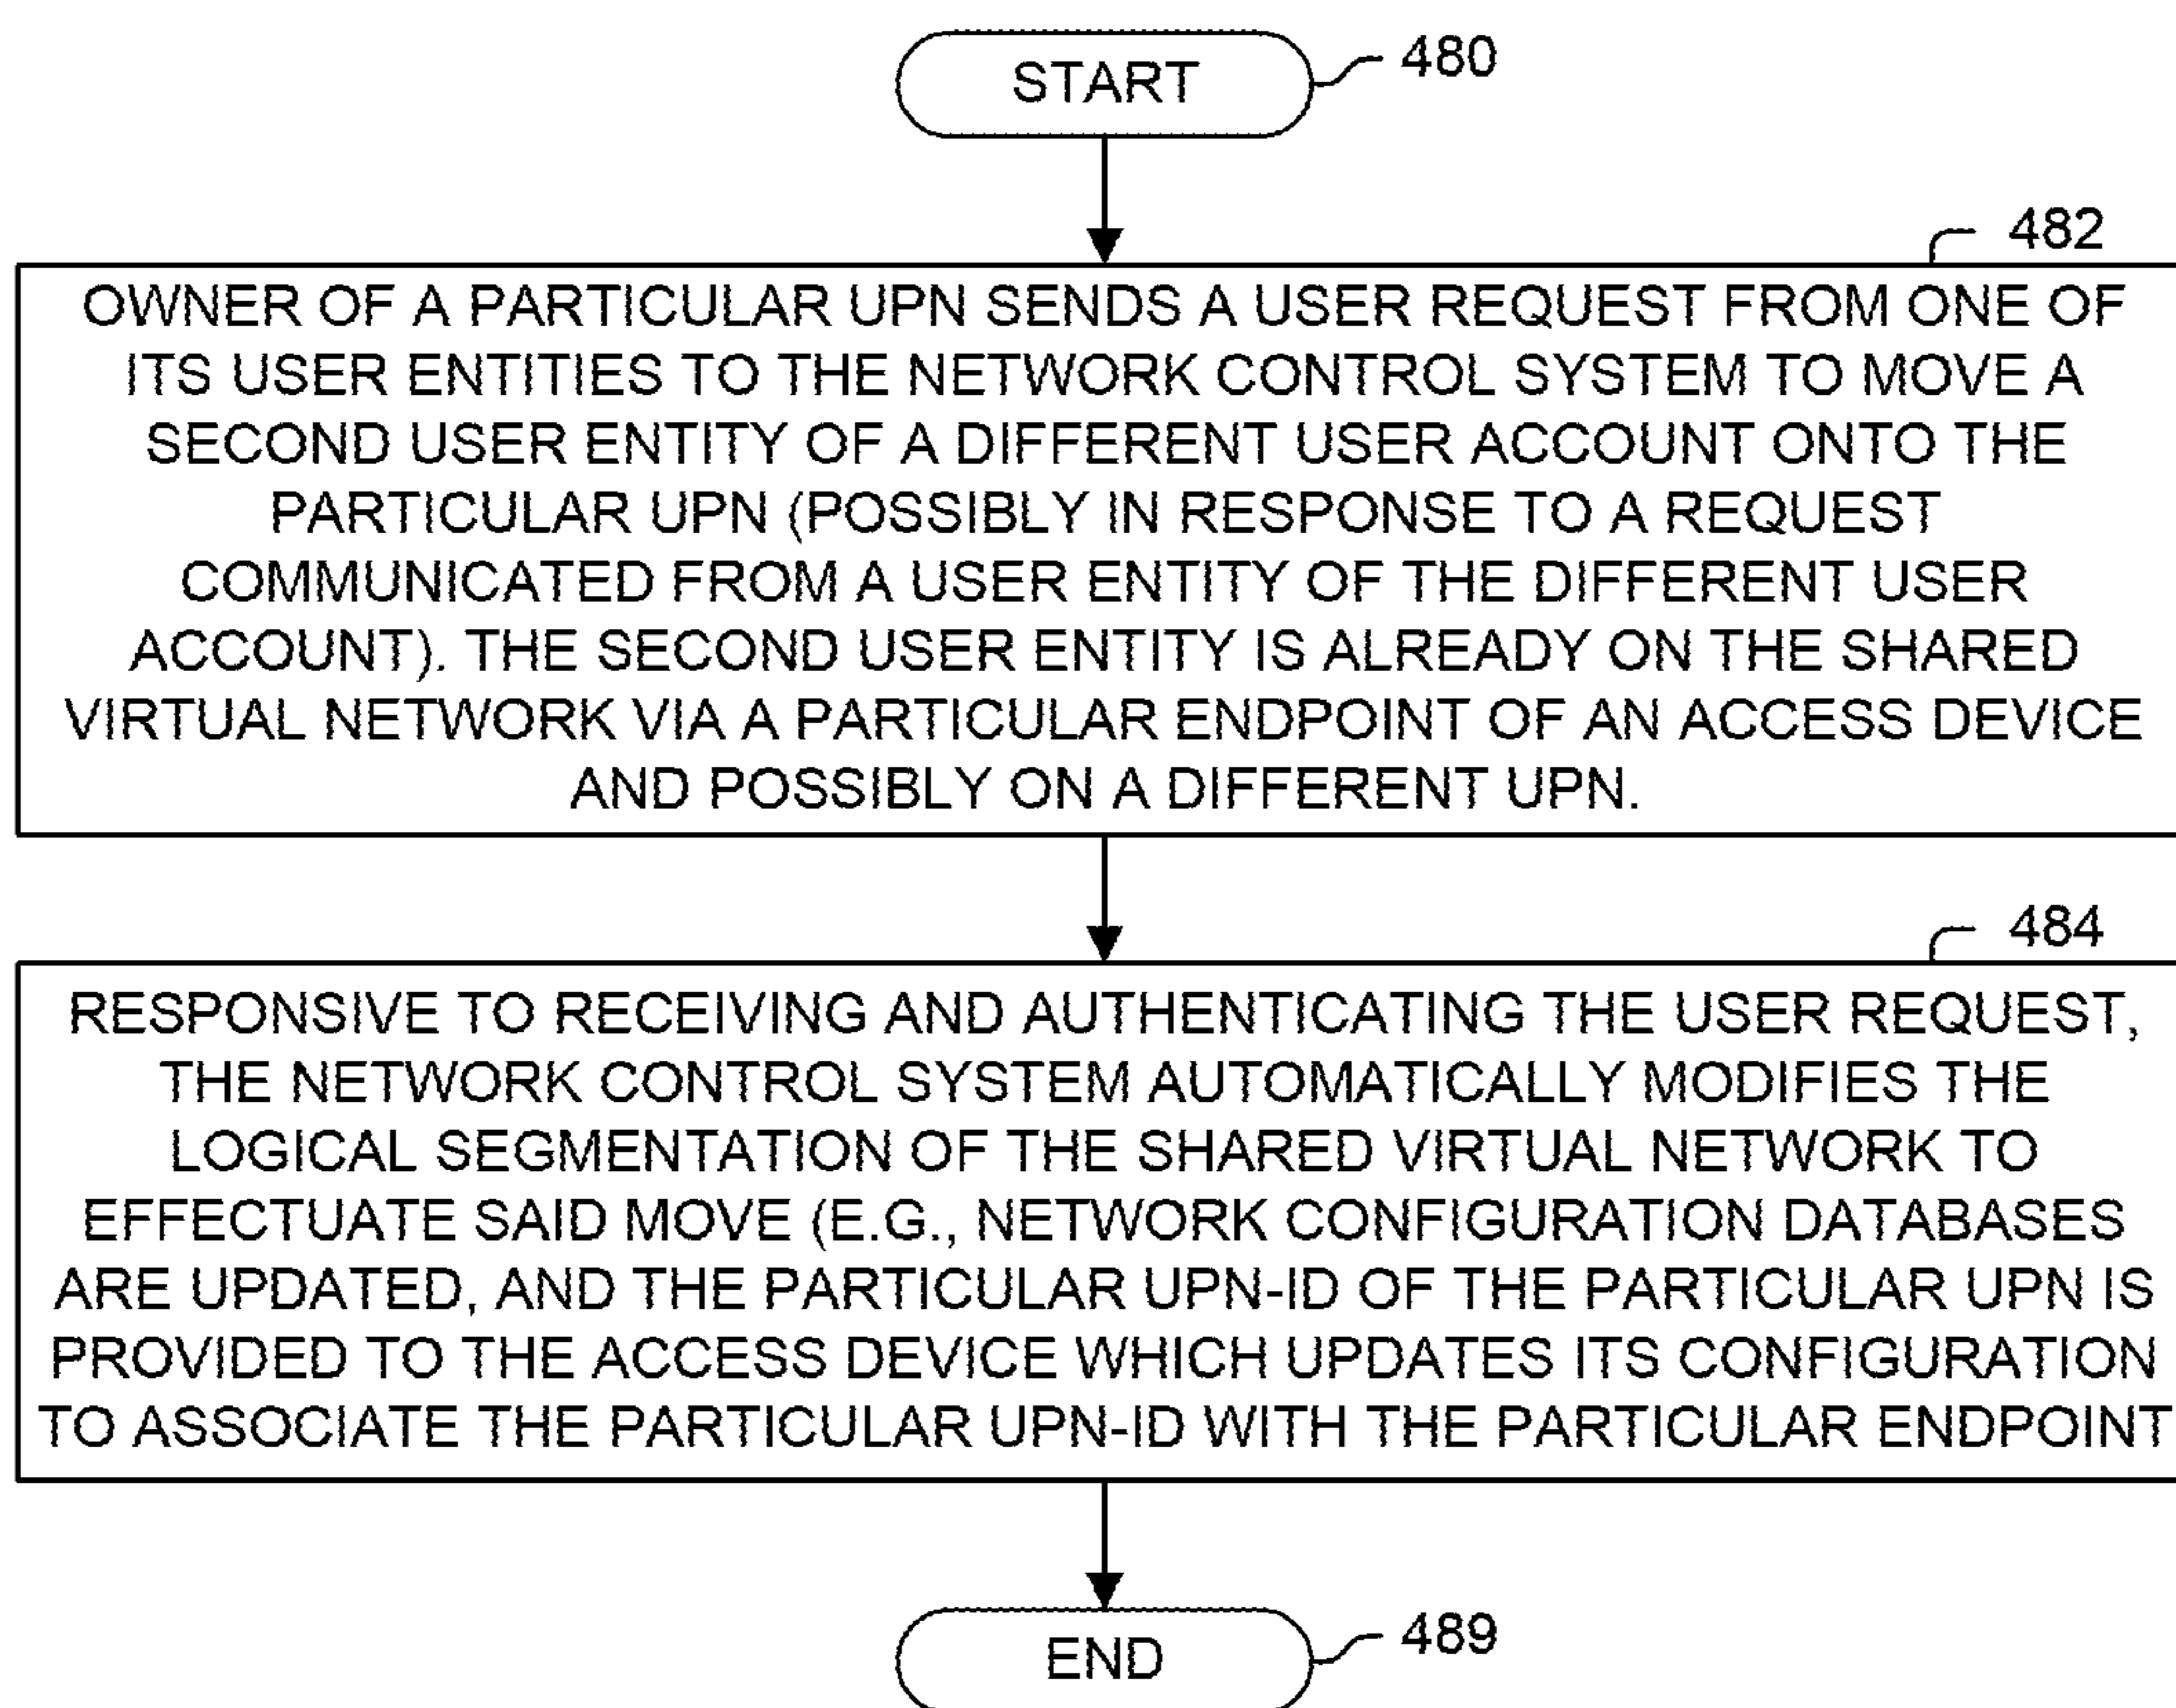 START
480
482
OWNER OF A PARTICULAR UPN SENDS A USER REQUEST FROM ONE OF
ITS USER ENTITIES TO THE NETWORK CONTROL SYSTEM TO MOVE A
SECOND USER ENTITY OF A DIFFERENT USER ACCOUNT ONTO THE
PARTICULAR UPN (POSSIBLY IN RESPONSE TO A REQUEST
COMMUNICATED FROM A USER ENTITY OF THE DIFFERENT USER
ACCOUNT). THE SECOND USER ENTITY IS ALREADY ON THE SHARED
VIRTUAL NETWORK VIA A PARTICULAR ENDPOINT OF AN ACCESS DEVICE
AND POSSIBLY ON A DIFFERENT UPN.
484
RESPONSIVE TO RECEIVING AND AUTHENTICATING THE USER REQUEST,
THE NETWORK CONTROL SYSTEM AUTOMATICALLY MODIFIES THE
LOGICAL SEGMENTATION OF THE SHARED VIRTUAL NETWORK TO
EFFECTUATE SAID MOVE (E.G., NETWORK CONFIGURATION DATABASES
ARE UPDATED, AND THE PARTICULAR UPN-ID OF THE PARTICULAR UPN IS
PROVIDED TO THE ACCESS DEVICE WHICH UPDATES ITS CONFIGURATION
TO ASSOCIATE THE PARTICULAR UPN-ID WITH THE PARTICULAR ENDPOINT
END
489